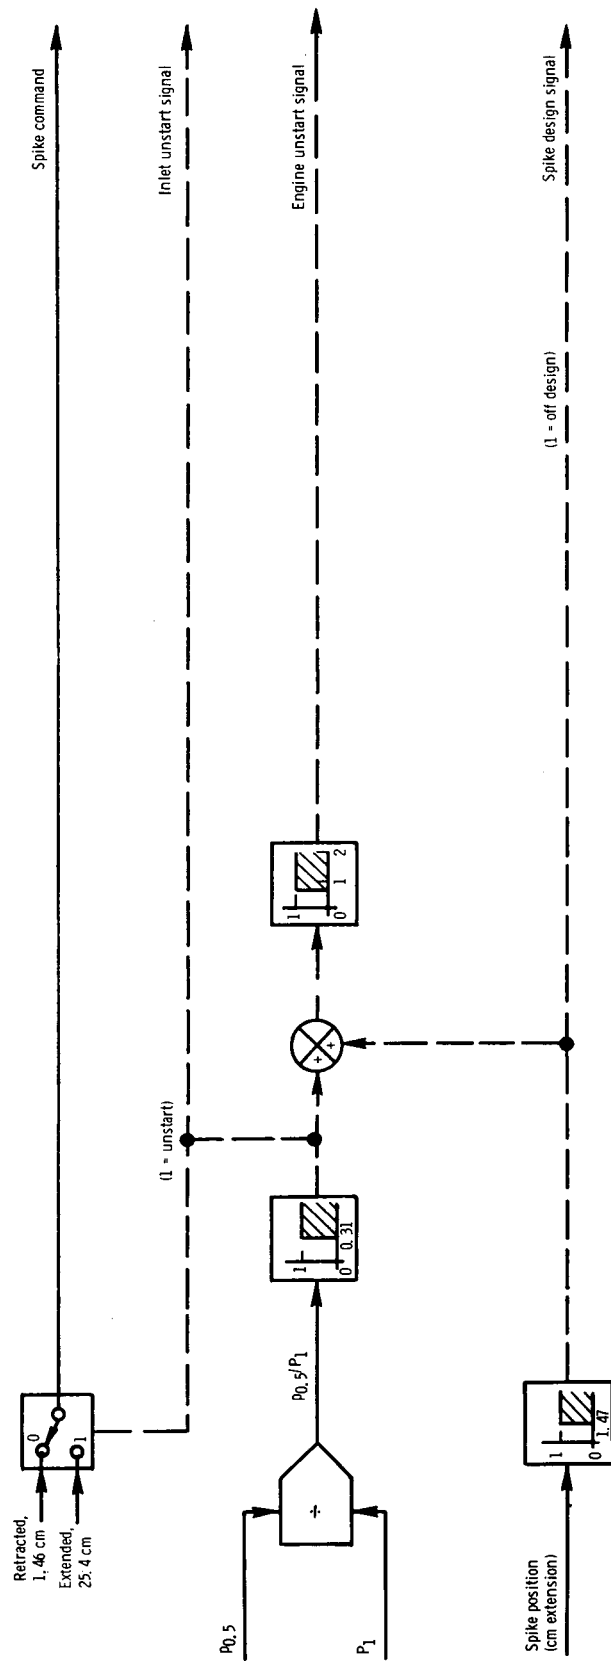 Retracted,
1.46 cm
Extended,
25.4 cm
0
1
Spike command
(1 = unstart)
Inlet unstart signal
P0.5
P1
÷
P0.5/P1
1
0
0.31
+
+
1
0
1
2
Engine unstart signal
Spike position
(cm extension)
1
0
1.47
(1 = off design)
Spike design signal